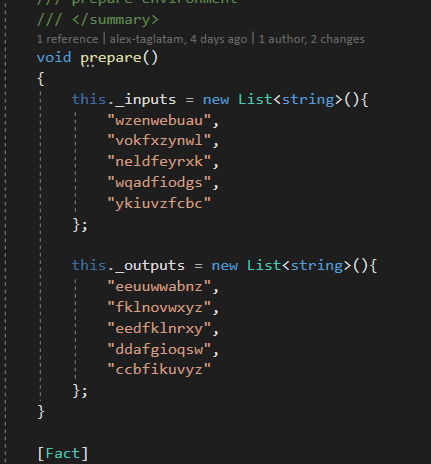 /// prepare environment
/// </summary>
1 reference | alex-taglatam, 4 days ago | 1 author, 2 changes
void prepare()
{
this._inputs = new List<string>(){
"wzenwebuau",
"vokfxzynwl",
"neldfeyrxk",
"wqadfiodgs",
"ykiuvzfcbc"
};
this._outputs = new List<string>(){
"eeuuwwabnz",
"fklnovwxyz",
"eedfklnrxy",
"ddafgioqsw",
"ccbfikuvyz"
};
}
[Fact]